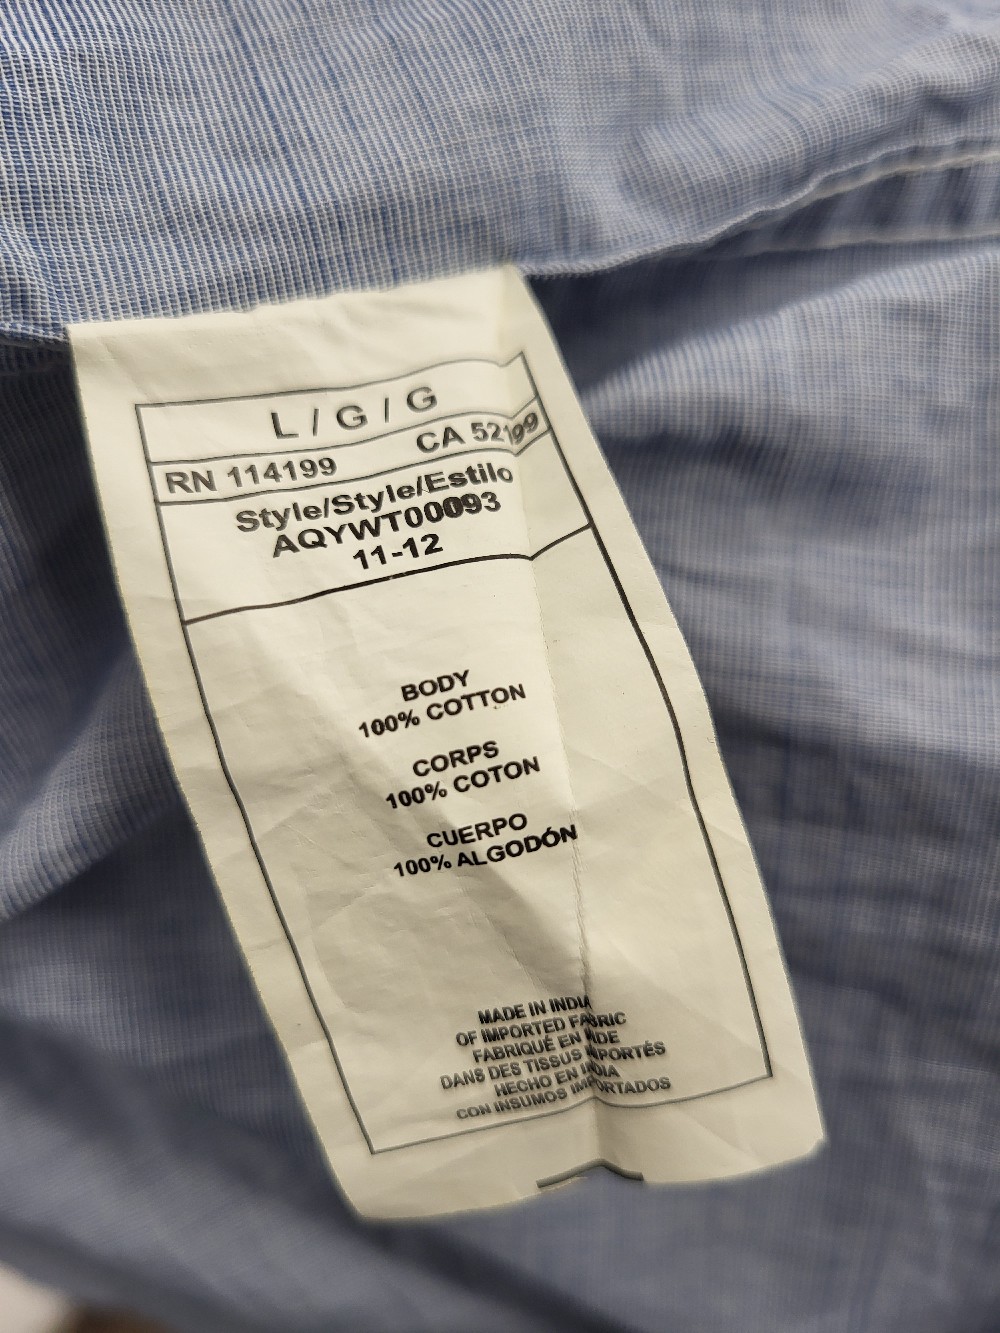 L / G / G
RN 114199 CA 52199
Style/Style/Estilo
AQYWT00093
11-12
BODY
100% COTTON
CORPS
100% COTON
CUERPO
100% ALGODÓN
MADE IN INDIA
OF IMPORTED FABRIC
FABRIQUÉ EN INDE
DANS DES TISSUS IMPORTÉS
HECHO EN INDIA
CON INSUMOS IMPORTADOS